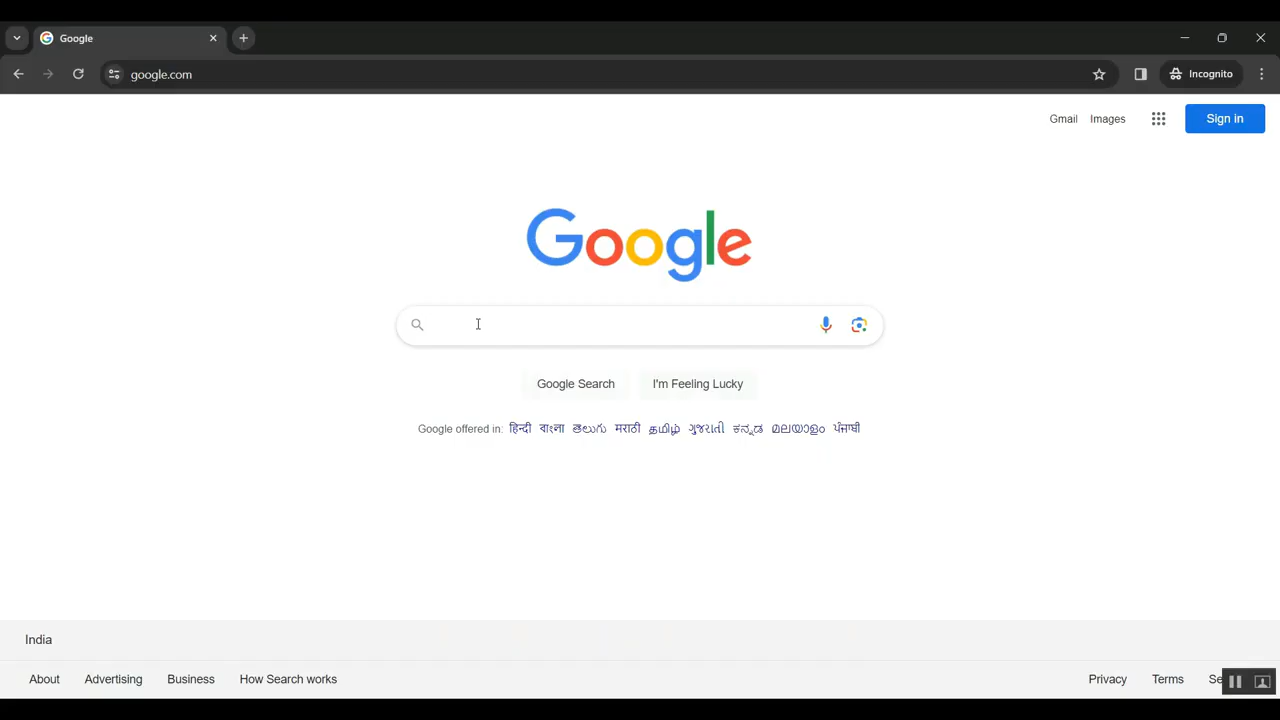 Google
google.com
Incognito
Gmail Images Sign in
Google
Google Search I'm Feeling Lucky
Google offered in: हिन्दी বাংলা తెలుగు मराठी தமிழ் ગુજરાતી ಕನ್ನಡ മലയാളം ਪੰਜਾਬੀ
India
About Advertising Business How Search works Privacy Terms Se